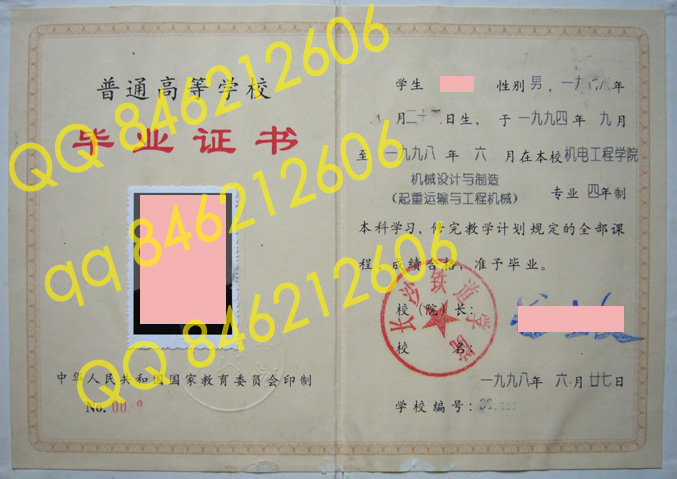 普通高等学校
毕业证书
中华人民共和国国家教育委员会印制
No. 00
学生 性别 男，一九七八年
月二十 日生，于一九九四年 九 月
至一九九八 年 六 月在本校机电工程学院
机械设计与制造
(起重运输与工程机械)
专业 四年制
本科学习，修完教学计划规定的全部课
程，成绩合格，准予毕业。
校（院）长：
校 名：
长沙铁道学院
一九九八年 六 月廿七日
学校编号：
QQ 846212606
qq 846212606
QQ 846212606